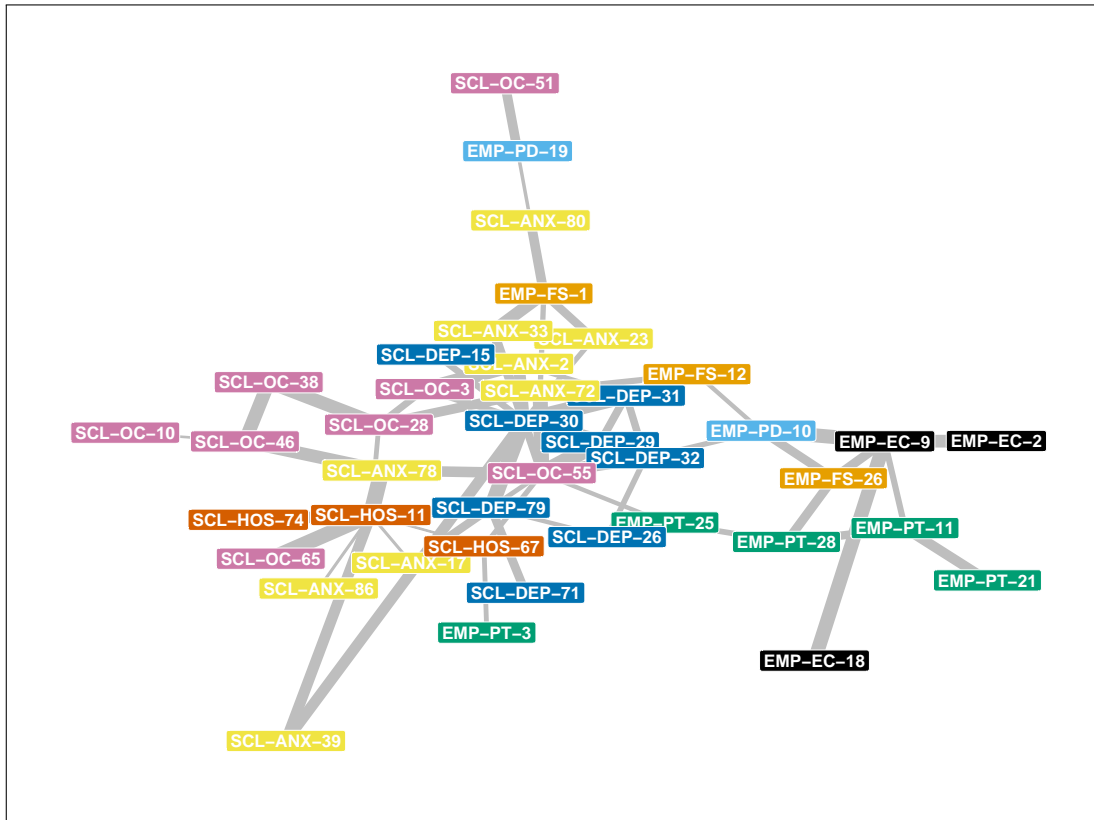 SCL−OC−51
EMP−PD−19
SCL−ANX−80
EMP−FS−1
SCL−ANX−33
SCL−ANX−23
SCL−DEP−15
SCL−ANX−2
EMP−FS−12
SCL−OC−38
SCL−OC−3
SCL−ANX−72
SCL−DEP−31
SCL−OC−28
SCL−DEP−30
SCL−OC−10
SCL−OC−46
SCL−DEP−29
EMP−PD−10
EMP−EC−9
EMP−EC−2
SCL−DEP−32
SCL−ANX−78
SCL−OC−55
EMP−FS−26
SCL−DEP−79
SCL−HOS−74
SCL−HOS−11
EMP−PT−25
EMP−PT−11
SCL−DEP−26
EMP−PT−28
SCL−HOS−67
SCL−OC−65
SCL−ANX−17
SCL−ANX−86
SCL−DEP−71
EMP−PT−21
EMP−PT−3
EMP−EC−18
SCL−ANX−39